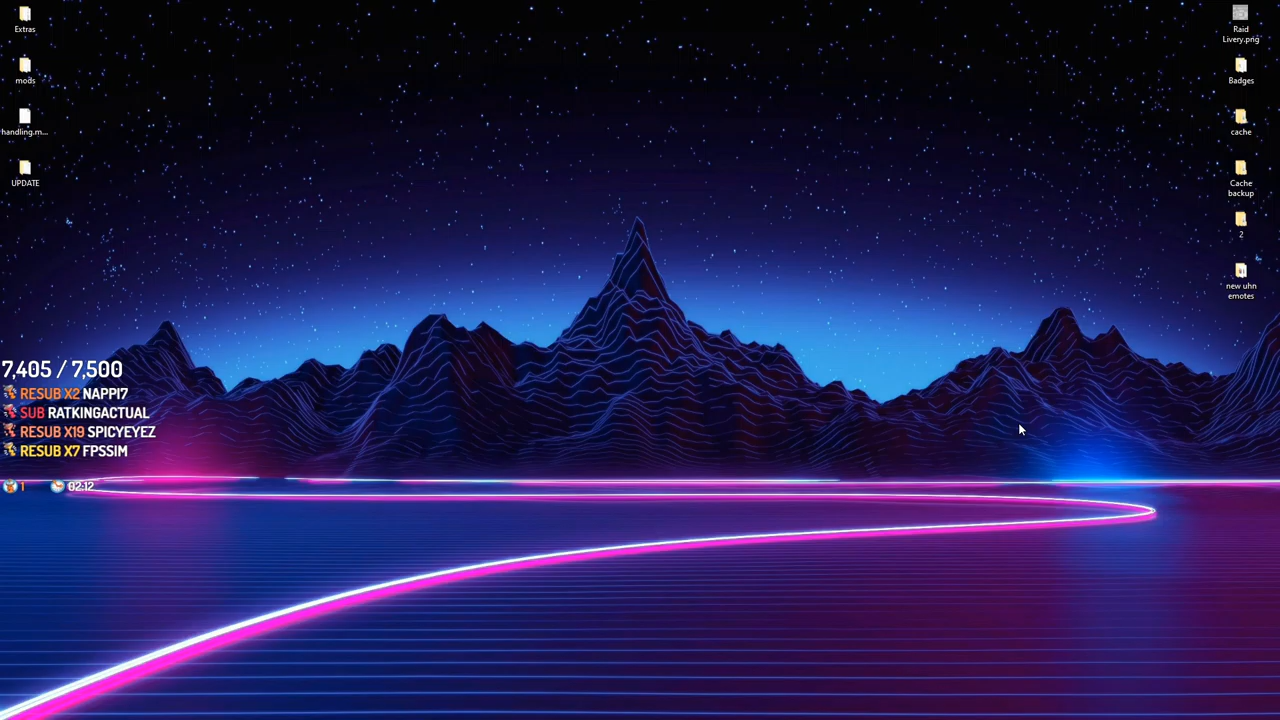 Extras
mods
handling.m...
UPDATE
Raid
Livery.png
Badges
cache
Cache
backup
2
new uhn
emotes
7,405 / 7,500
RESUB X2 NAPPI7
SUB RATKINGACTUAL
RESUB X19 SPICYEYEZ
RESUB X7 FPSSIM
1 02:12